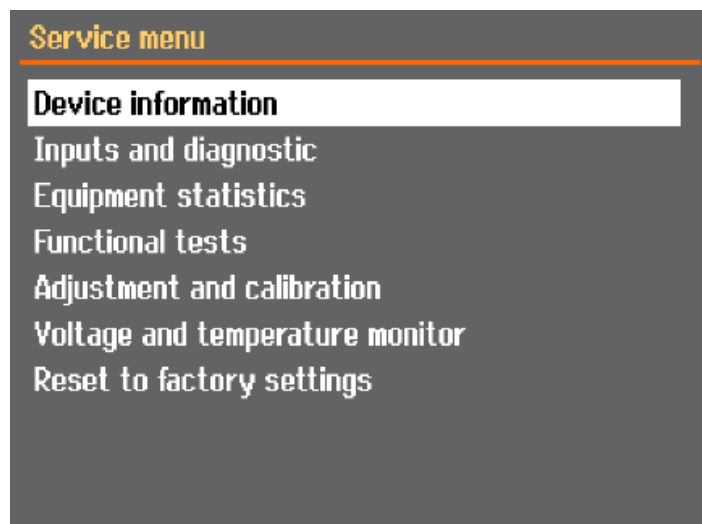 Service menu
Device information
Inputs and diagnostic
Equipment statistics
Functional tests
Adjustment and calibration
Voltage and temperature monitor
Reset to factory settings